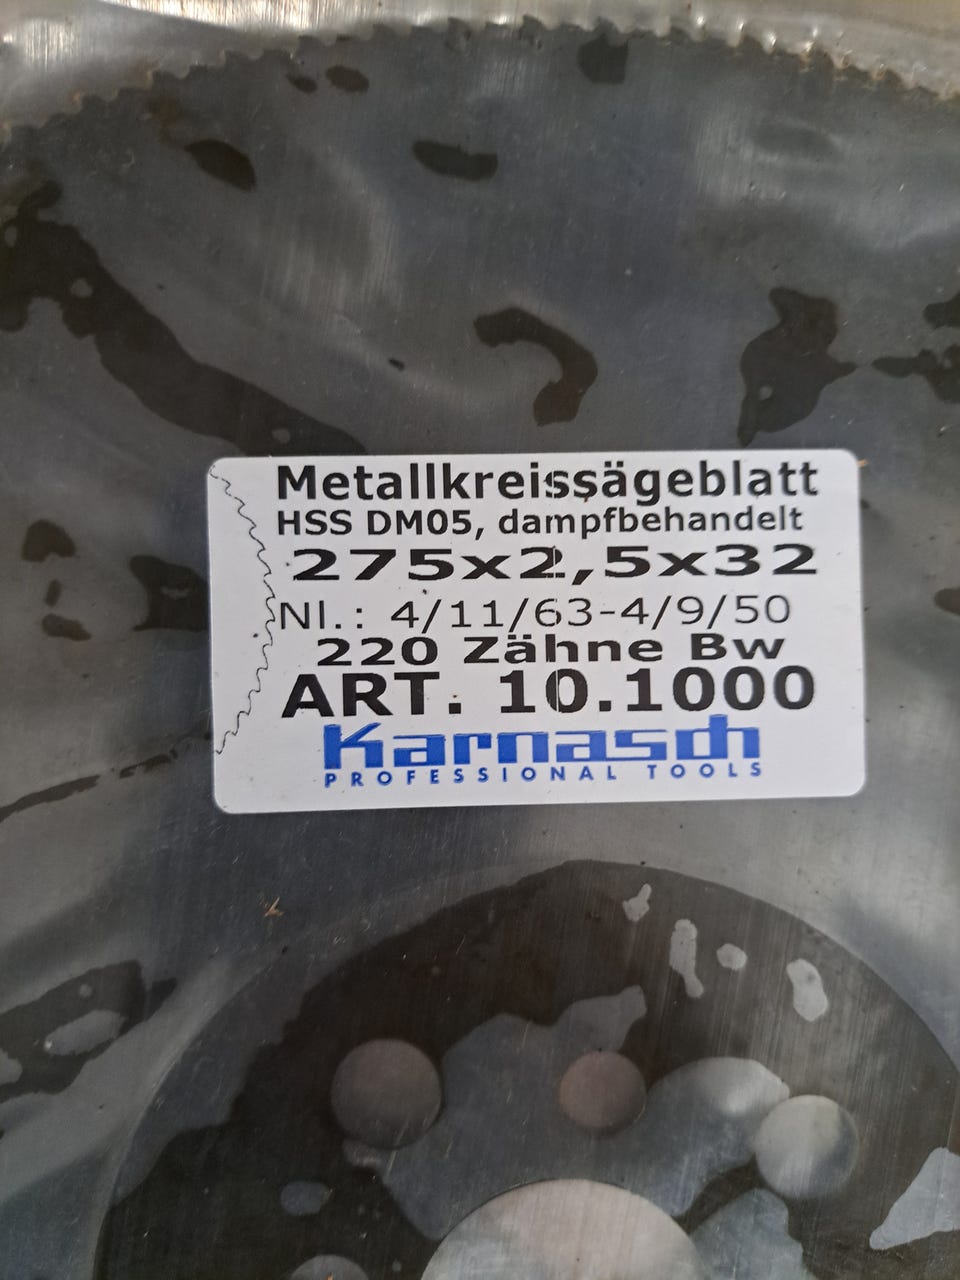 Metallkreissägeblatt
HSS DM05, dampfbehandelt
275x2,5x32
Nl.: 4/11/63-4/9/50
220 Zähne Bw
ART. 10.1000
Karnasch
PROFESSIONAL TOOLS